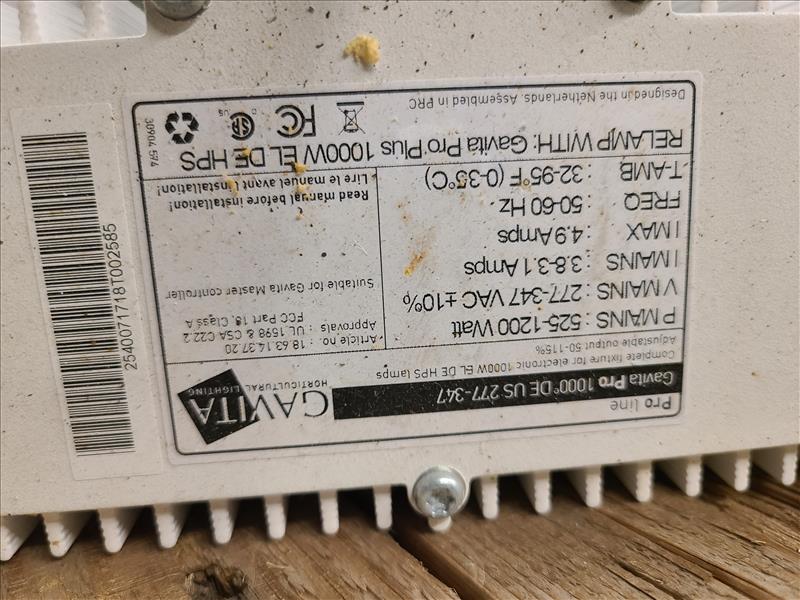 Pro line
Gavita Pro 1000e DE US 277-347
Complete fixture for electronic 1000W EL DE HPS lamps
Adjustable output 50-115%
GAVITA
HORTICULTURAL LIGHTING
P MAINS : 525-1200 Watt
V MAINS : 277-347 VAC ±10%
I MAINS : 3.8-3.1 Amps
I MAX : 4.9 Amps
FREQ : 50-60 Hz
T-AMB : 32-95°F (0-35°C)
Article no. : 18.63.14.37.20
Approvals : UL 1598 & CSA C22.2
FCC Part 18, Class A
Suitable for Gavita Master controller
Read manual before installation!
Lire le manuel avant l'installation!
RELAMP WITH: Gavita Pro Plus 1000W EL DE HPS
Designed in the Netherlands. Assembled in PRC
FC
SA
C US
30904 574
2540071718T002585